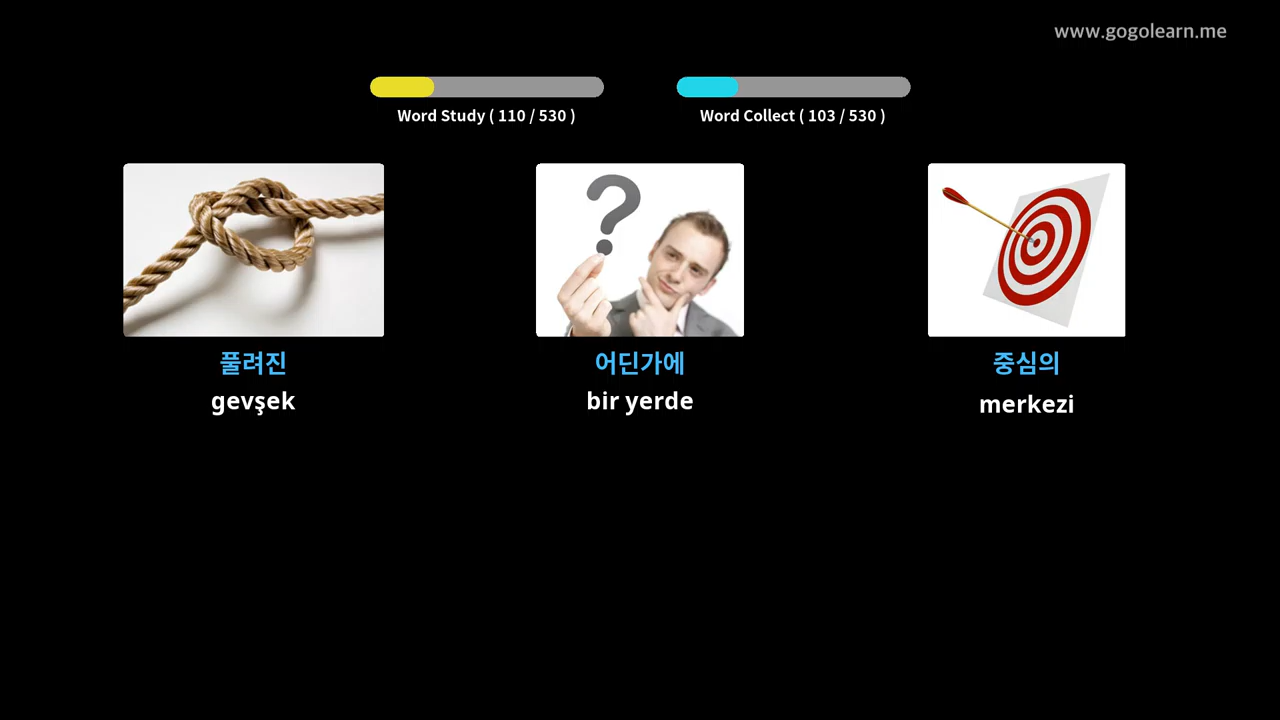 www.gogolearn.me
Word Study ( 110 / 530 )
Word Collect ( 103 / 530 )
풀려진
gevşek
어딘가에
bir yerde
중심의
merkezi